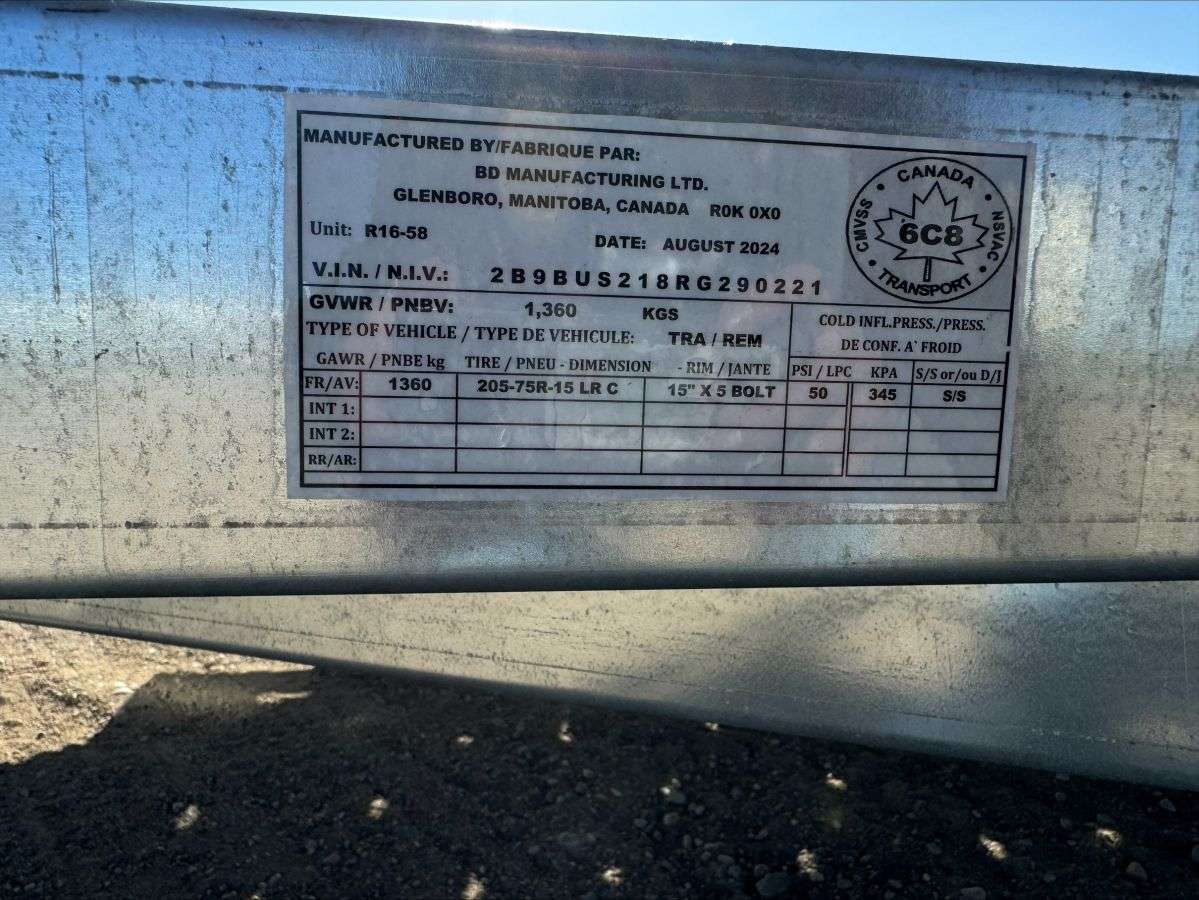 MANUFACTURED BY/FABRIQUE PAR:
BD MANUFACTURING LTD.
GLENBORO, MANITOBA, CANADA R0K 0X0
Unit: R16-58
DATE: AUGUST 2024
V.I.N. / N.I.V.: 2B9BUS218RG290221
CANADA
CMVSS
.6C8
NSVAC
TRANSPORT
GVWR / PNBV: 1,360 KGS
TYPE OF VEHICLE / TYPE DE VEHICULE: TRA / REM
COLD INFL.PRESS./PRESS.
DE CONF. A` FROID
GAWR / PNBE kg TIRE / PNEU - DIMENSION - RIM / JANTE PSI / LPC KPA S/S or/ou D/J
FR/AV: 1360 205-75R-15 LR C 15" X 5 BOLT 50 345 S/S
INT 1:
INT 2:
RR/AR: